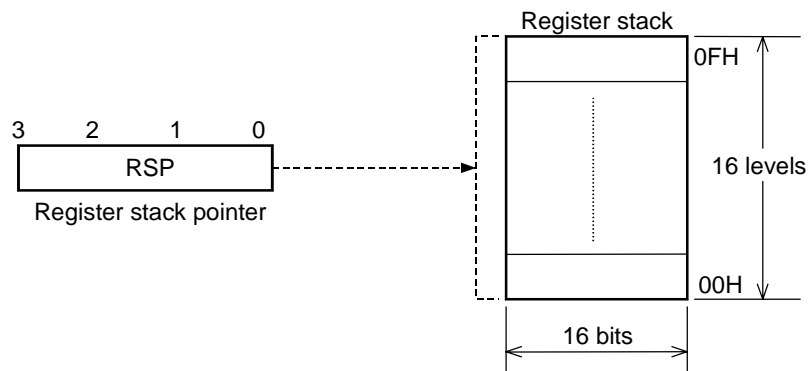 Register stack
0FH
3 2 1 0
RSP
16 levels
Register stack pointer
00H
16 bits